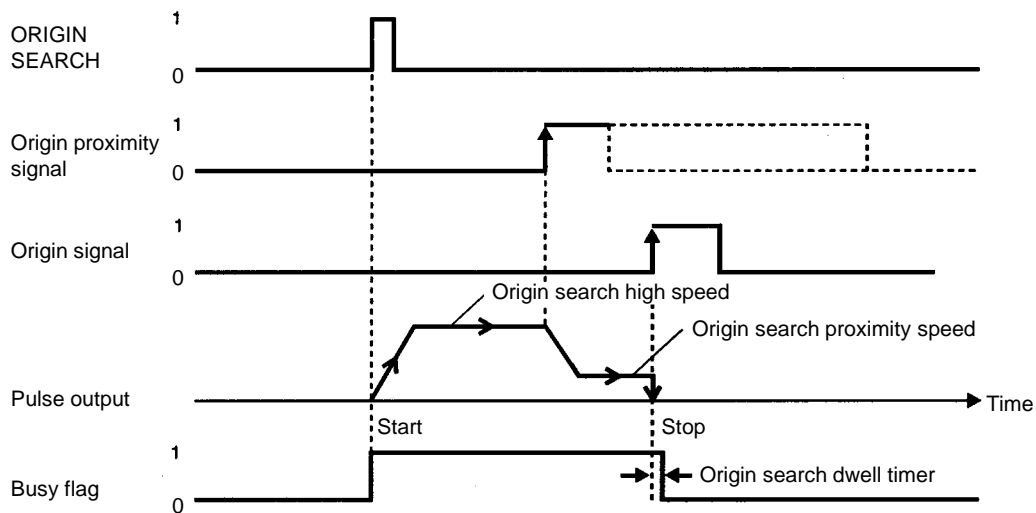 1
ORIGIN
SEARCH
0
1
Origin proximity
signal
0
1
Origin signal
0
Origin search high speed
Origin search proximity speed
Pulse output
Time
Start
Stop
1
Origin search dwell timer
Busy flag
0